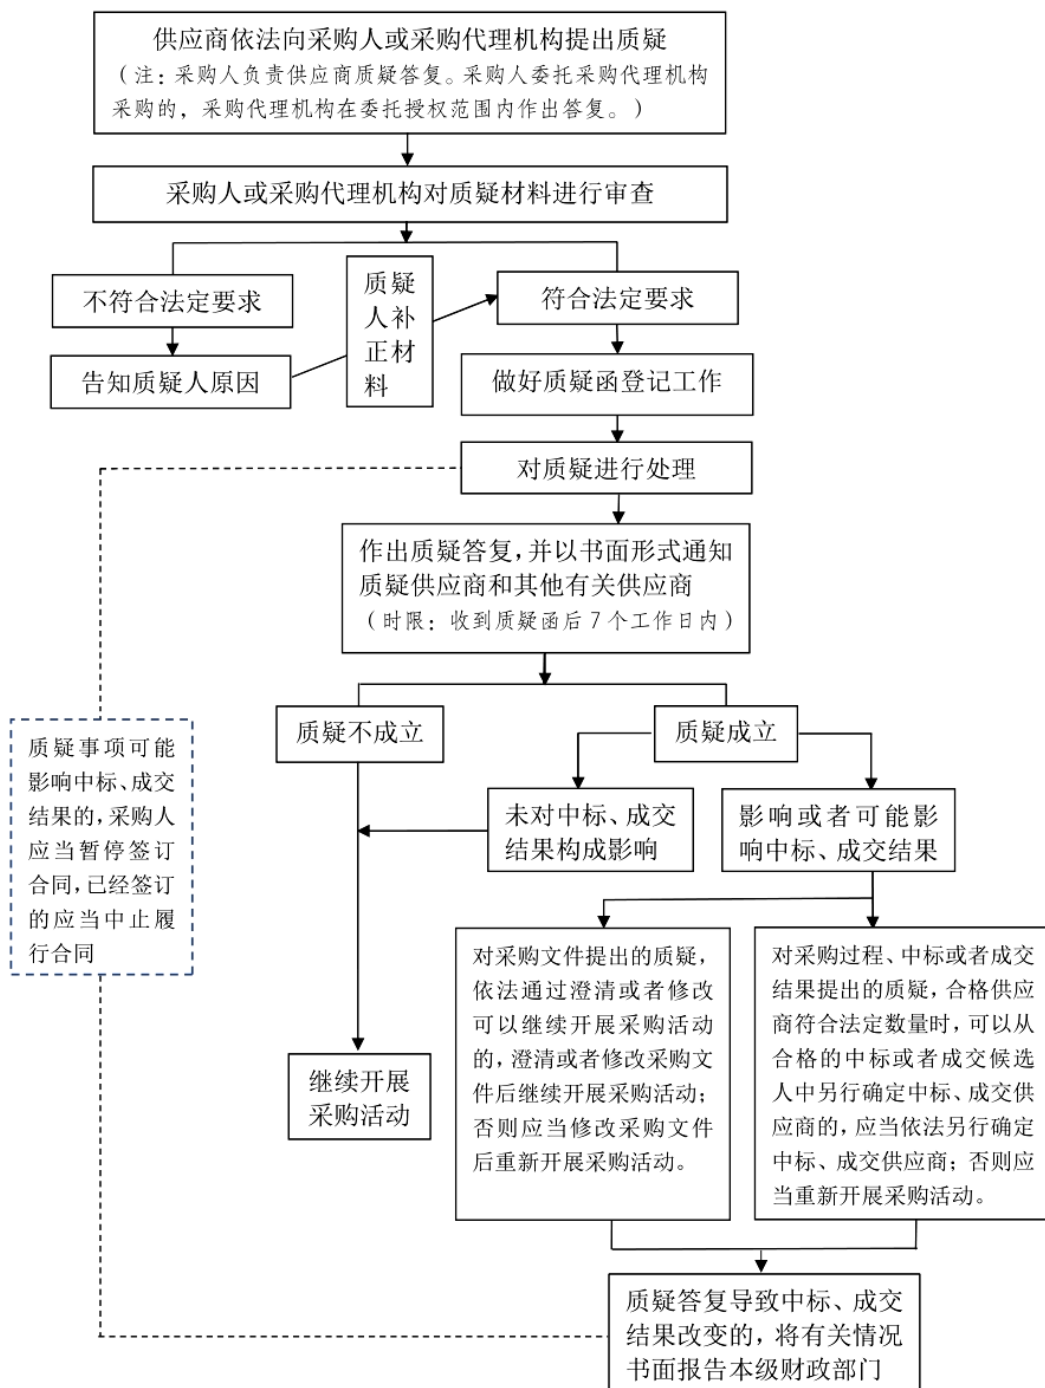 供应商依法向采购人或采购代理机构提出质疑
（注：采购人负责供应商质疑答复。采购人委托采购代理机构
采购的，采购代理机构在委托授权范围内作出答复。）
采购人或采购代理机构对质疑材料进行审查
不符合法定要求
告知质疑人原因
质疑
人补
正材
料
符合法定要求
做好质疑函登记工作
对质疑进行处理
作出质疑答复，并以书面形式通知
质疑供应商和其他有关供应商
（时限：收到质疑函后7个工作日内）
质疑事项可能
影响中标、成交
结果的，采购人
应当暂停签订
合同，已经签订
的应当中止履
行合同
质疑不成立
质疑成立
未对中标、成交
结果构成影响
影响或者可能影
响中标、成交结果
继续开展
采购活动
对采购文件提出的质疑，
依法通过澄清或者修改
可以继续开展采购活动
的，澄清或者修改采购文
件后继续开展采购活动；
否则应当修改采购文件
后重新开展采购活动。
对采购过程、中标或者成交
结果提出的质疑，合格供应
商符合法定数量时，可以从
合格的中标或者成交候选
人中另行确定中标、成交供
应商的，应当依法另行确定
中标、成交供应商；否则应
当重新开展采购活动。
质疑答复导致中标、成交
结果改变的，将有关情况
书面报告本级财政部门